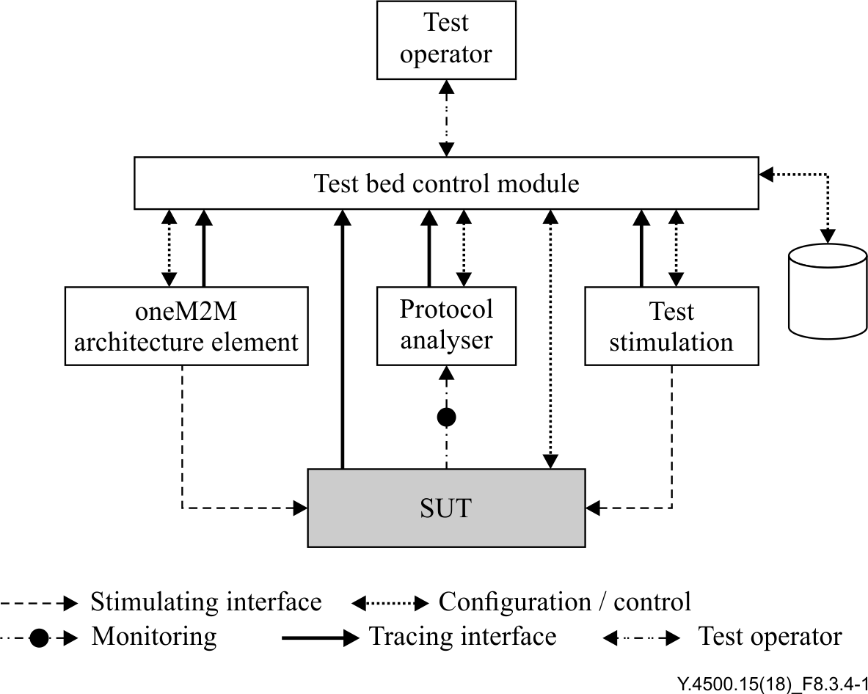 Test
operator
Test bed control module
oneM2M
architecture element
Protocol
analyser
Test
stimulation
SUT
Stimulating interface
Configuration / control
Monitoring
Tracing interface
Test operator
Y.4500.15(18)_F8.3.4-1